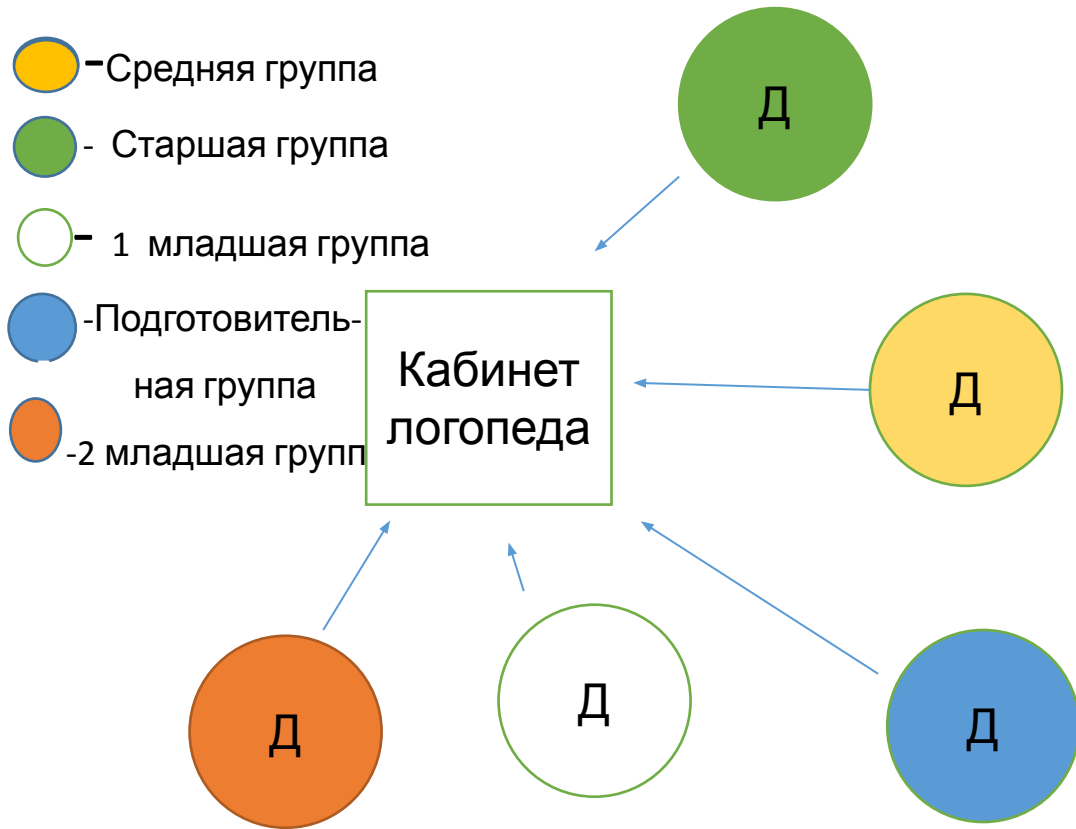 -Средняя группа
- Старшая группа
- 1 младшая группа
-Подготовитель-
ная группа
-2 младшая групп
Д
Кабинет
логопеда
Д
Д
Д
Д